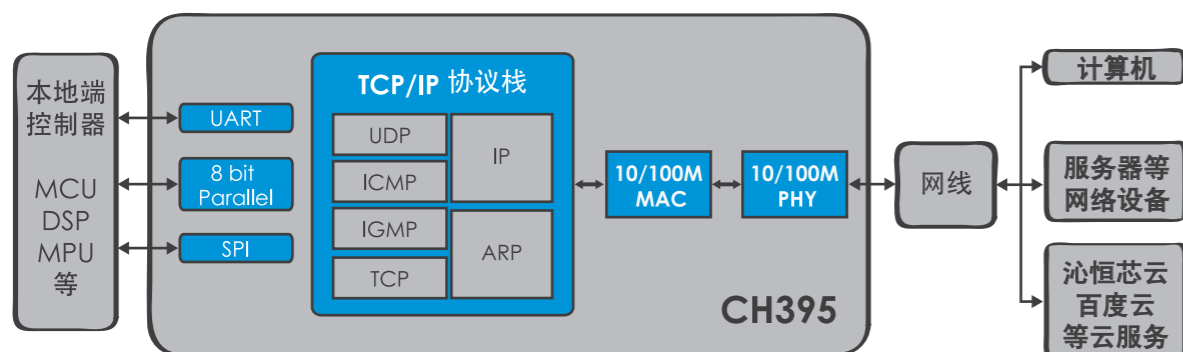 本地端
控制器
MCU
DSP
MPU
等
UART
8 bit
Parallel
SPI
TCP/IP 协议栈
UDP
ICMP
IGMP
TCP
IP
ARP
10/100M
MAC
10/100M
PHY
CH395
网线
计算机
服务器等
网络设备
沁恒芯云
百度云
等云服务